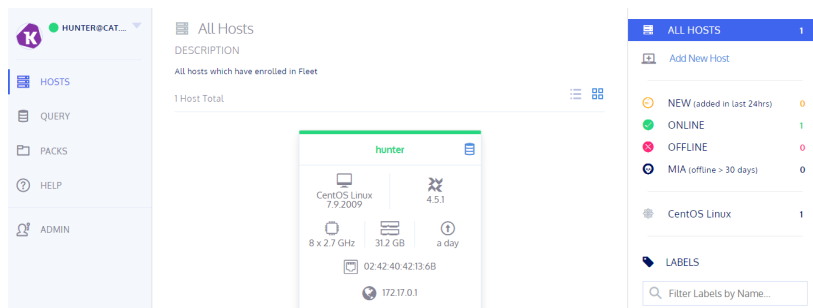 HUNTER@CAT....
HOSTS
QUERY
PACKS
HELP
ADMIN
All Hosts
DESCRIPTION
All hosts which have enrolled in Fleet
1 Host Total
hunter
CentOS Linux
7.9.2009
4.5.1
8 x 2.7 GHz
31.2 GB
a day
02:42:40:42:13:6B
172.17.0.1
ALL HOSTS 1
Add New Host
NEW (added in last 24hrs) 0
ONLINE 1
OFFLINE 0
MIA (offline > 30 days) 0
CentOS Linux 1
LABELS
Filter Labels by Name...